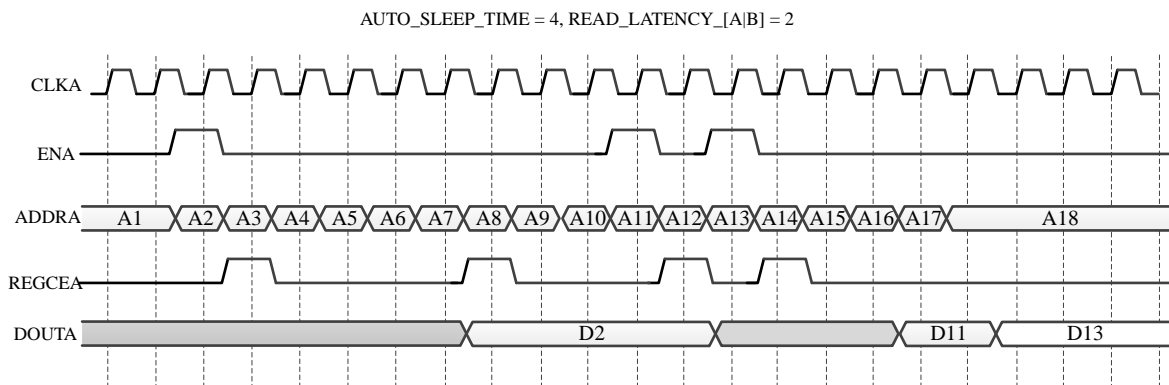 AUTO_SLEEP_TIME = 4, READ_LATENCY_[A|B] = 2
CLKA
ENA
ADDRA A1 A2 A3 A4 A5 A6 A7 A8 A9 A10 A11 A12 A13 A14 A15 A16 A17 A18
REGCEA
DOUTA D2 D11 D13